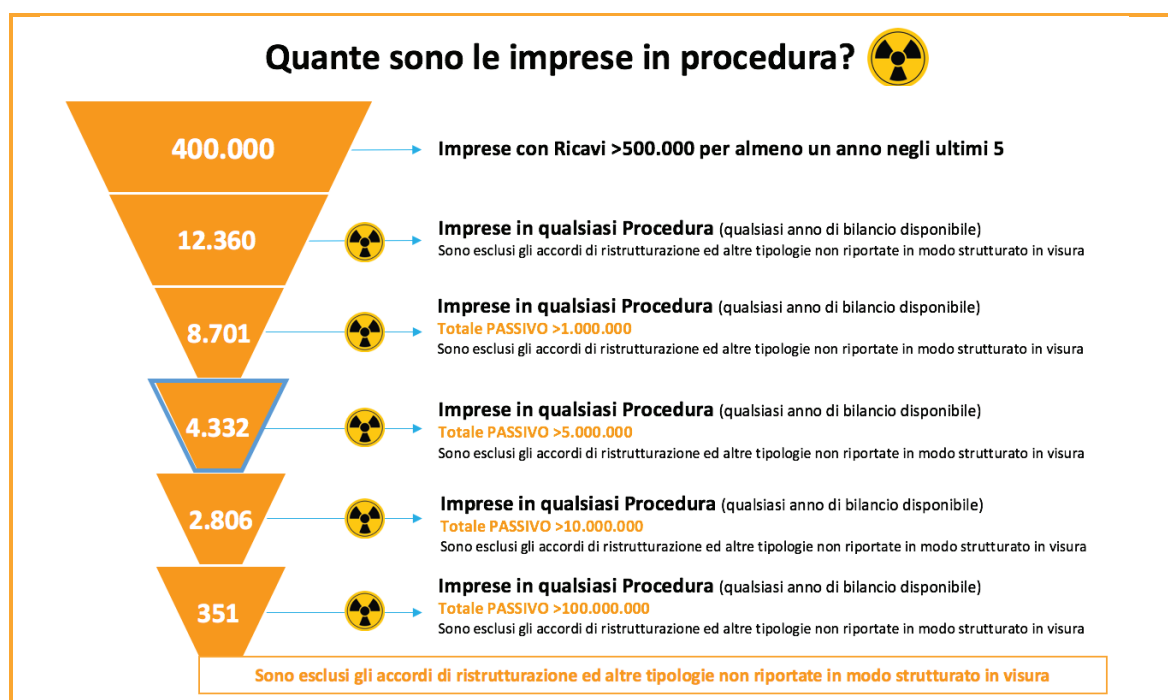 Quante sono le imprese in procedura?
400.000
Imprese con Ricavi >500.000 per almeno un anno negli ultimi 5
12.360
Imprese in qualsiasi Procedura (qualsiasi anno di bilancio disponibile)
Sono esclusi gli accordi di ristrutturazione ed altre tipologie non riportate in modo strutturato in visura
8.701
Imprese in qualsiasi Procedura (qualsiasi anno di bilancio disponibile)
Totale PASSIVO >1.000.000
Sono esclusi gli accordi di ristrutturazione ed altre tipologie non riportate in modo strutturato in visura
4.332
Imprese in qualsiasi Procedura (qualsiasi anno di bilancio disponibile)
Totale PASSIVO >5.000.000
Sono esclusi gli accordi di ristrutturazione ed altre tipologie non riportate in modo strutturato in visura
2.806
Imprese in qualsiasi Procedura (qualsiasi anno di bilancio disponibile)
Totale PASSIVO >10.000.000
Sono esclusi gli accordi di ristrutturazione ed altre tipologie non riportate in modo strutturato in visura
351
Imprese in qualsiasi Procedura (qualsiasi anno di bilancio disponibile)
Totale PASSIVO >100.000.000
Sono esclusi gli accordi di ristrutturazione ed altre tipologie non riportate in modo strutturato in visura
Sono esclusi gli accordi di ristrutturazione ed altre tipologie non riportate in modo strutturato in visura